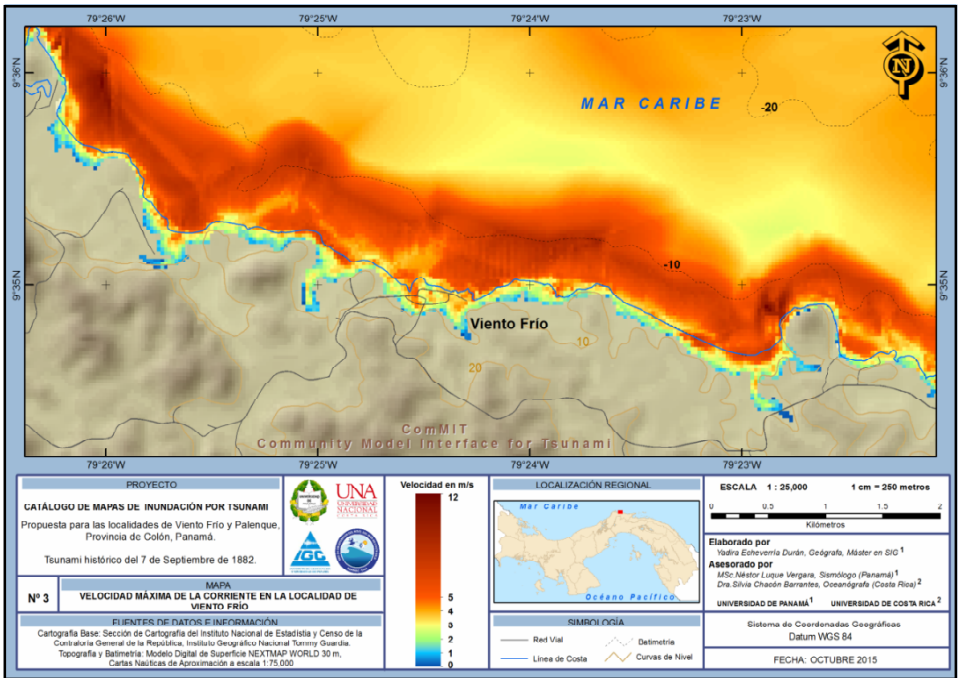 79°26'W 79°25'W 79°24'W 79°23'W
9°36'N 9°36'N
N
MAR CARIBE
-20
9°35'N 9°35'N
-10
Viento Frío
10
20
ComMIT
Community Model Interface for Tsunami
79°26'W 79°25'W 79°24'W 79°23'W
PROYECTO
CATÁLOGO DE MAPAS DE INUNDACIÓN POR TSUNAMI
Propuesta para las localidades de Viento Frío y Palenque,
Provincia de Colón, Panamá.
Tsunami histórico del 7 de Septiembre de 1882.
UNA
UNIVERSIDAD
NACIONAL
COSTA RICA
IGC
Nº 3
MAPA
VELOCIDAD MÁXIMA DE LA CORRIENTE EN LA LOCALIDAD DE
VIENTO FRÍO
FUENTES DE DATOS E INFORMACIÓN
Cartografía Base: Sección de Cartografía del Instituto Nacional de Estadistia y Censo de la
Contraloría General de la República, Instituto Geográfico Nacional Tommy Guardia.
Topografía y Batimetría: Modelo Digital de Superficie NEXTMAP WORLD 30 m,
Cartas Naúticas de Aproximación a escala 1:75,000
Velocidad en m/s
12
5
4
3
2
1
0
LOCALIZACIÓN REGIONAL
Mar Caribe
Océano Pacífico
SIMBOLOGÍA
Red Vial
Batimetría
Línea de Costa
Curvas de Nivel
ESCALA 1 : 25,000 1 cm = 250 metros
0 0.5 1 1.5 2
Kilómetros
Elaborado por
Yadira Echeverría Durán, Geógrafa, Máster en SIG 1
Asesorado por
MSc.Néstor Luque Vergara, Sismólogo (Panamá) 1
Dra.Silvia Chacón Barrantes, Oceanógrafa (Costa Rica) 2
UNIVERSIDAD DE PANAMÁ 1 UNIVERSIDAD DE COSTA RICA 2
Sistema de Coordenadas Geográficas
Datum WGS 84
FECHA: OCTUBRE 2015